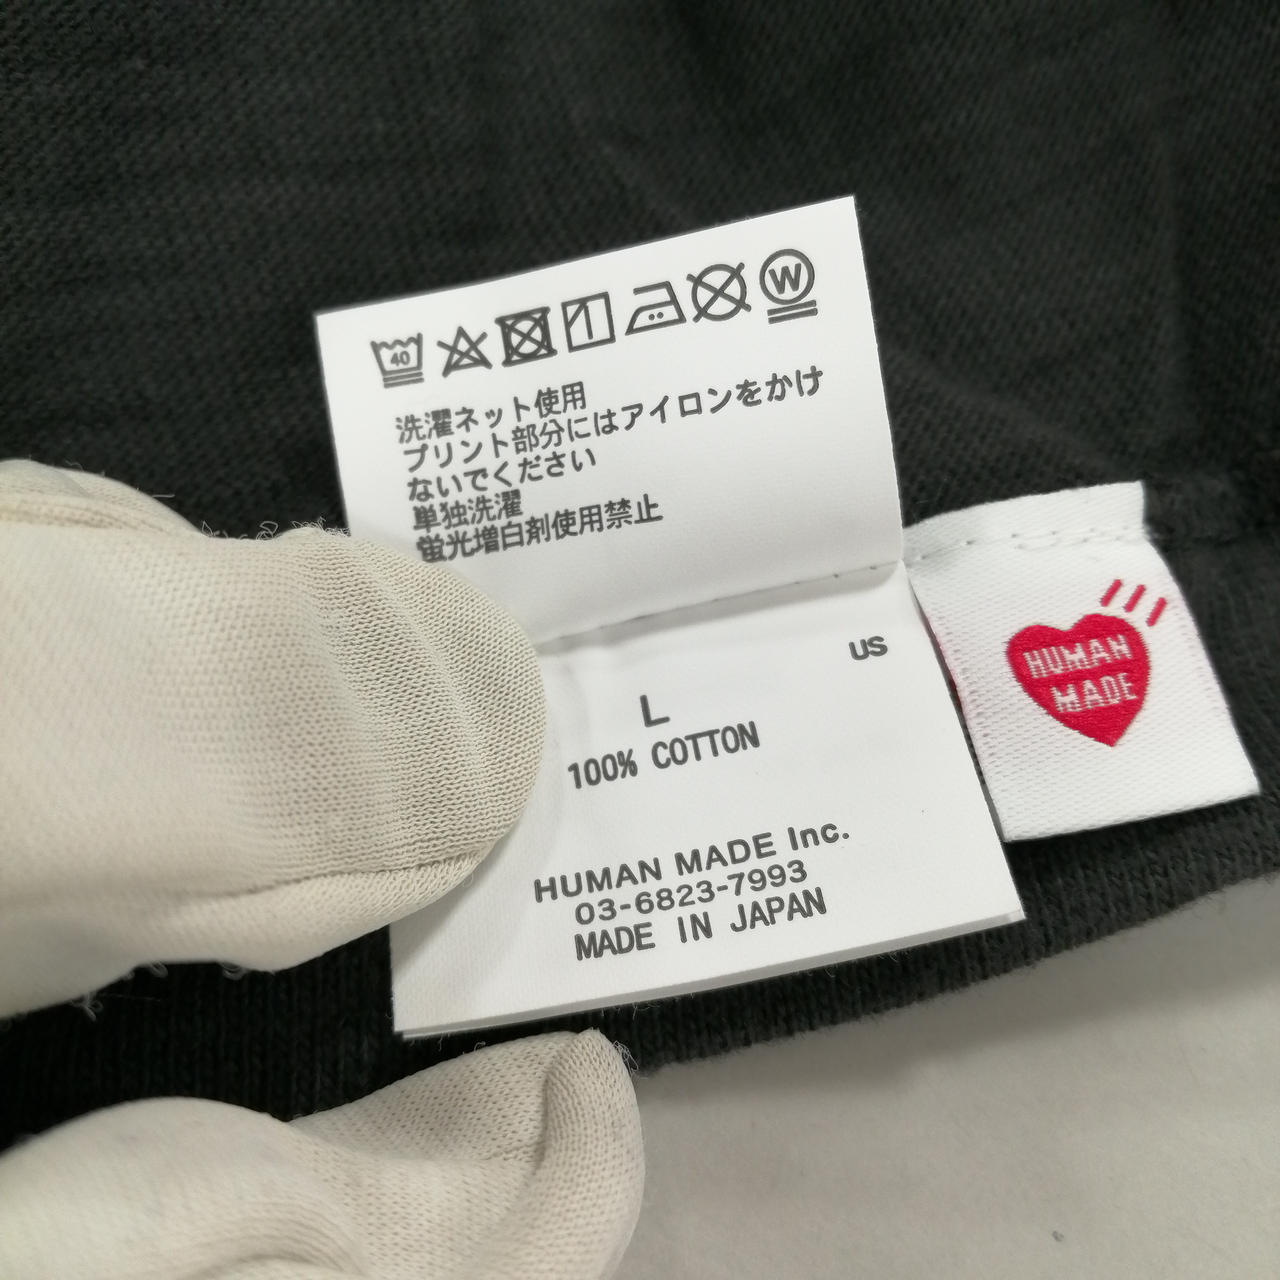 40
W
洗濯ネット使用
プリント部分にはアイロンをかけ
ないでください
単独洗濯
蛍光増白剤使用禁止
US
L
100% COTTON
HUMAN MADE Inc.
03-6823-7993
MADE IN JAPAN
HUMAN
MADE